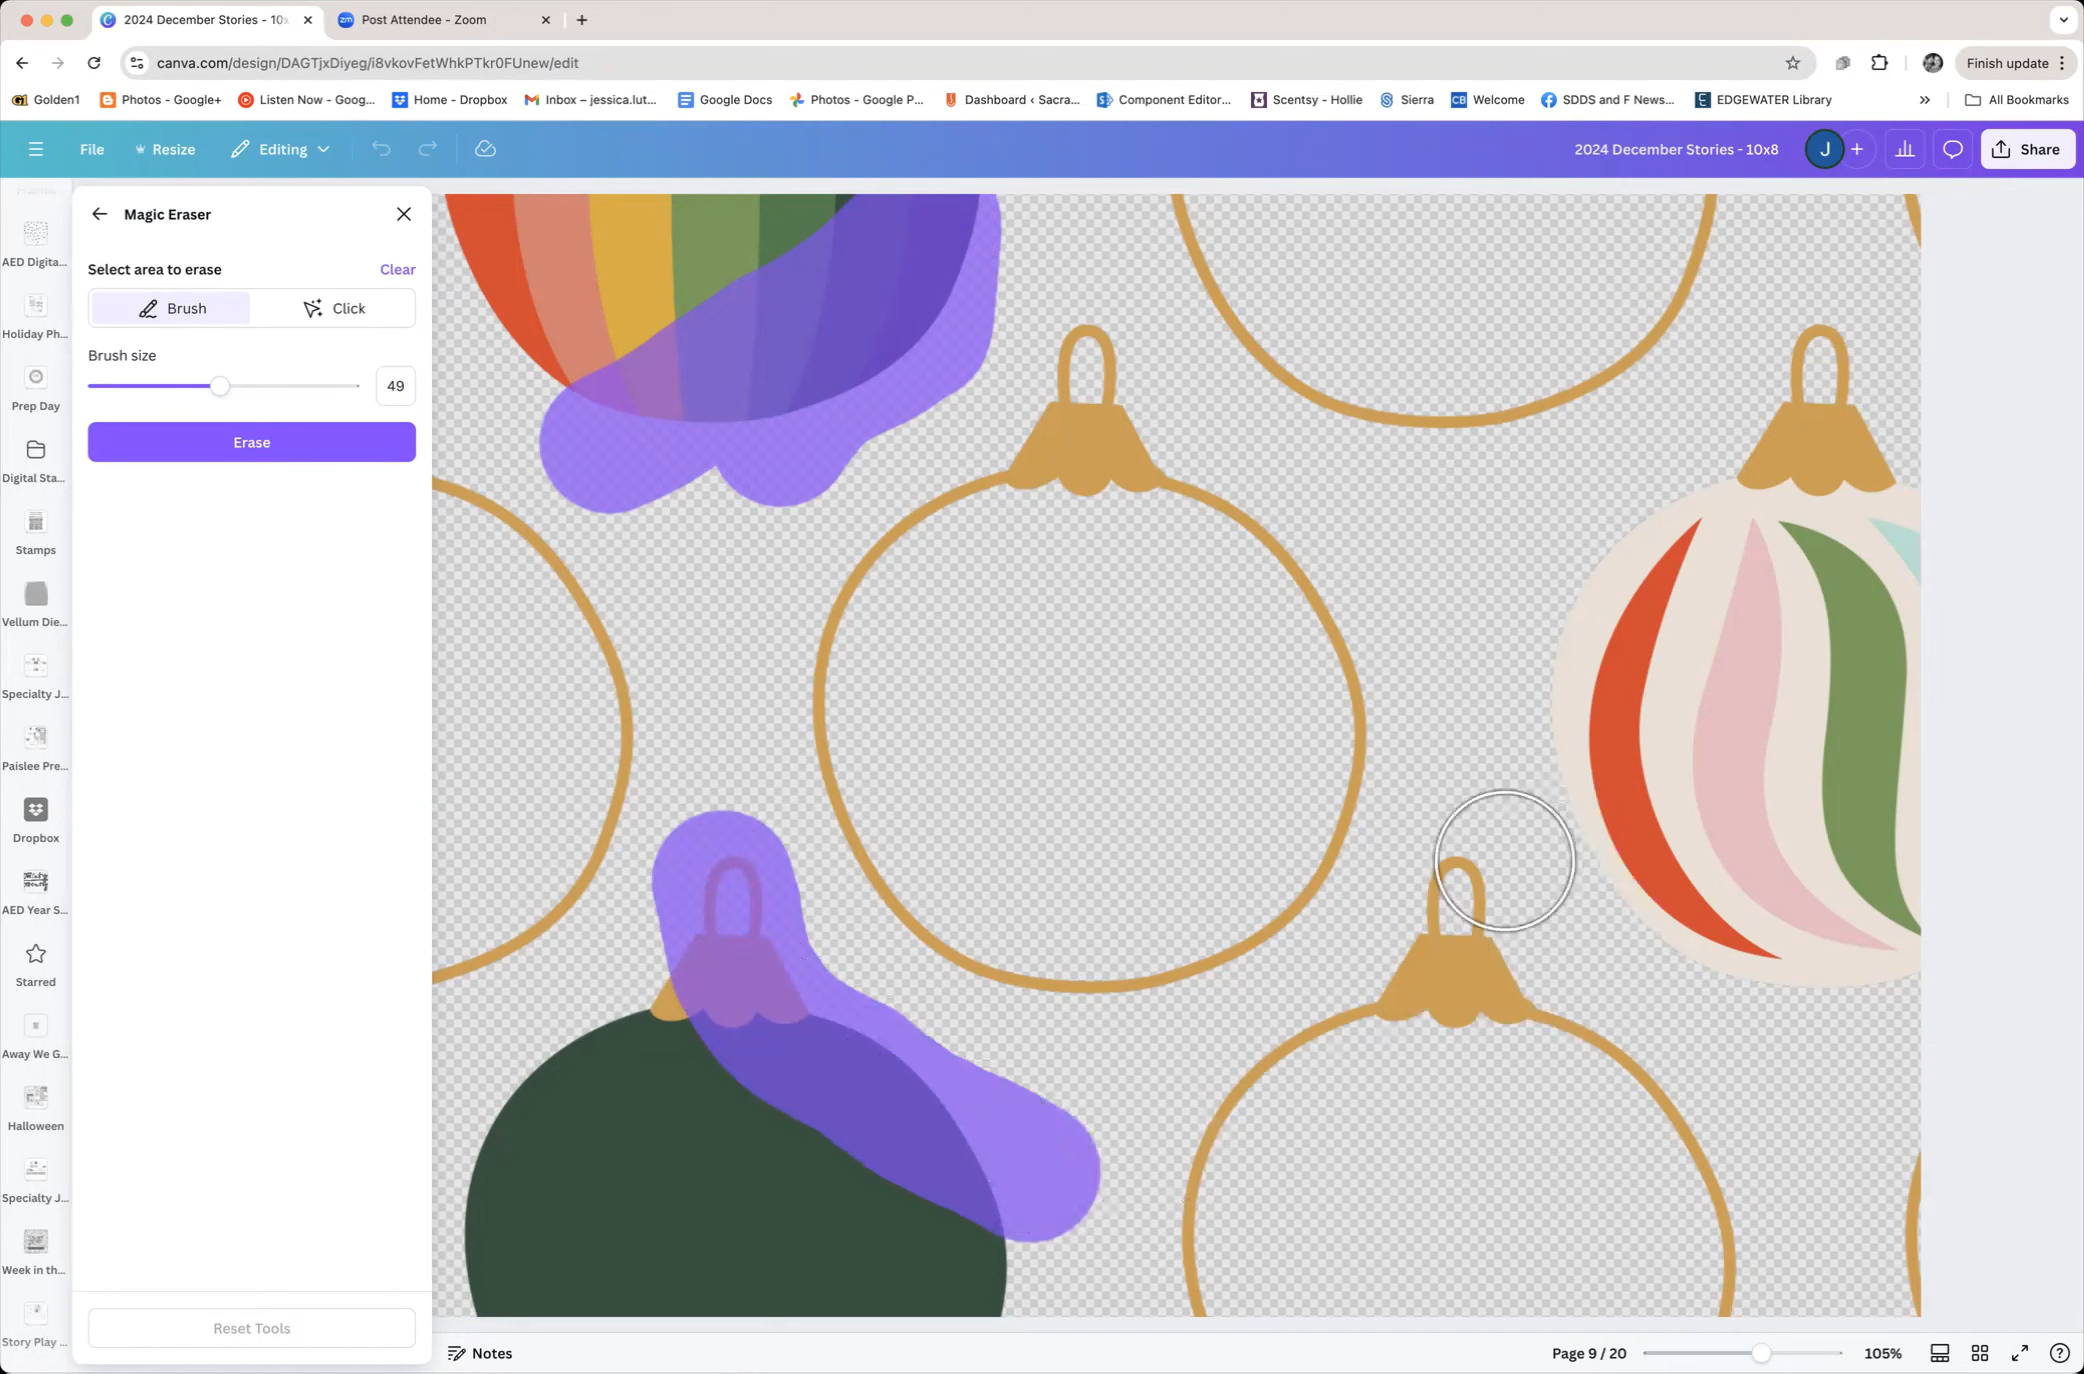 2024 December Stories - 10x
Post Attendee - Zoom
canva.com/design/DAGTjxDiyeg/i8vkovFetWhkPTkr0FUnew/edit
Finish update
Golden1
Photos - Google+
Listen Now - Goog...
Home - Dropbox
Inbox – jessica.lut...
Google Docs
Photos - Google P...
Dashboard ‹ Sacra...
Component Editor...
Scentsy - Hollie
Sierra
Welcome
SDDS and F News...
EDGEWATER Library
All Bookmarks
File
Resize
Editing
2024 December Stories - 10x8
J
Share
Magic Eraser
Select area to erase
Clear
Brush
Click
Brush size
49
Erase
AED Digita...
Holiday Ph...
Prep Day
Digital Sta...
Stamps
Vellum Die...
Specialty J...
Paislee Pre...
Dropbox
AED Year S...
Starred
Away We G...
Halloween
Specialty J...
Week in th...
Story Play ...
Reset Tools
Notes
Page 9 / 20
105%